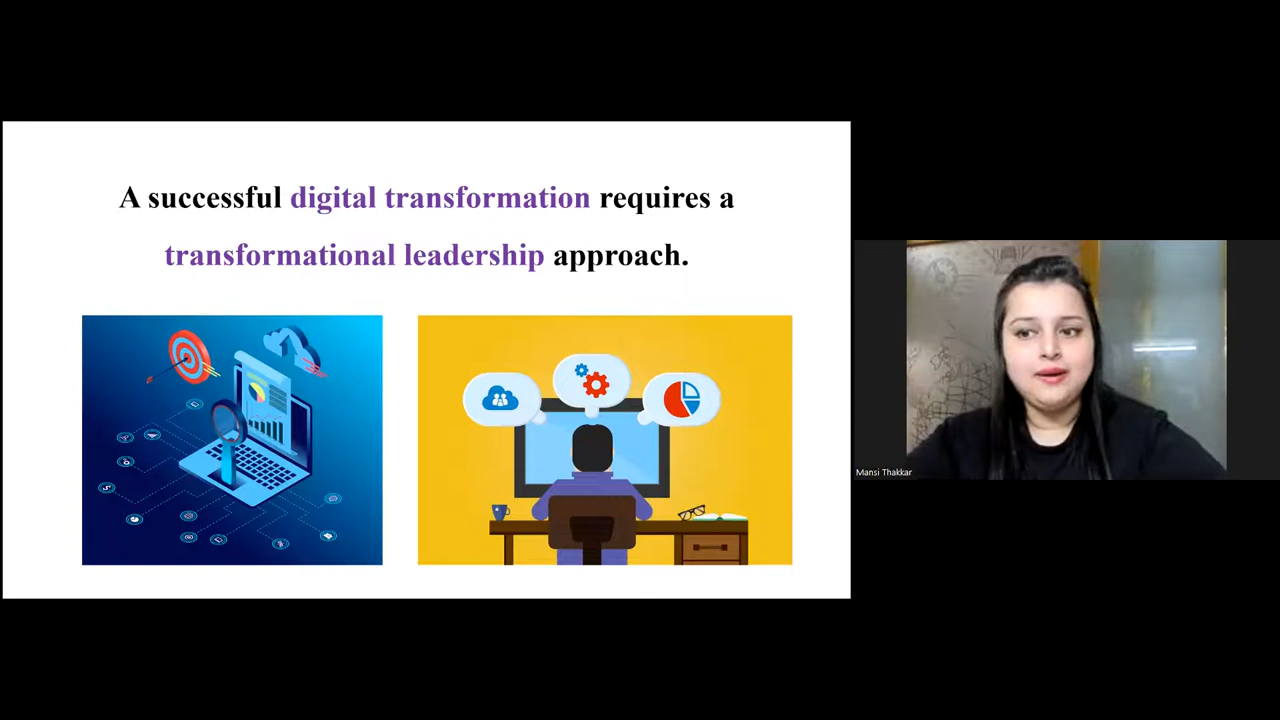 A successful digital transformation requires a
transformational leadership approach.
Mansi Thakkar